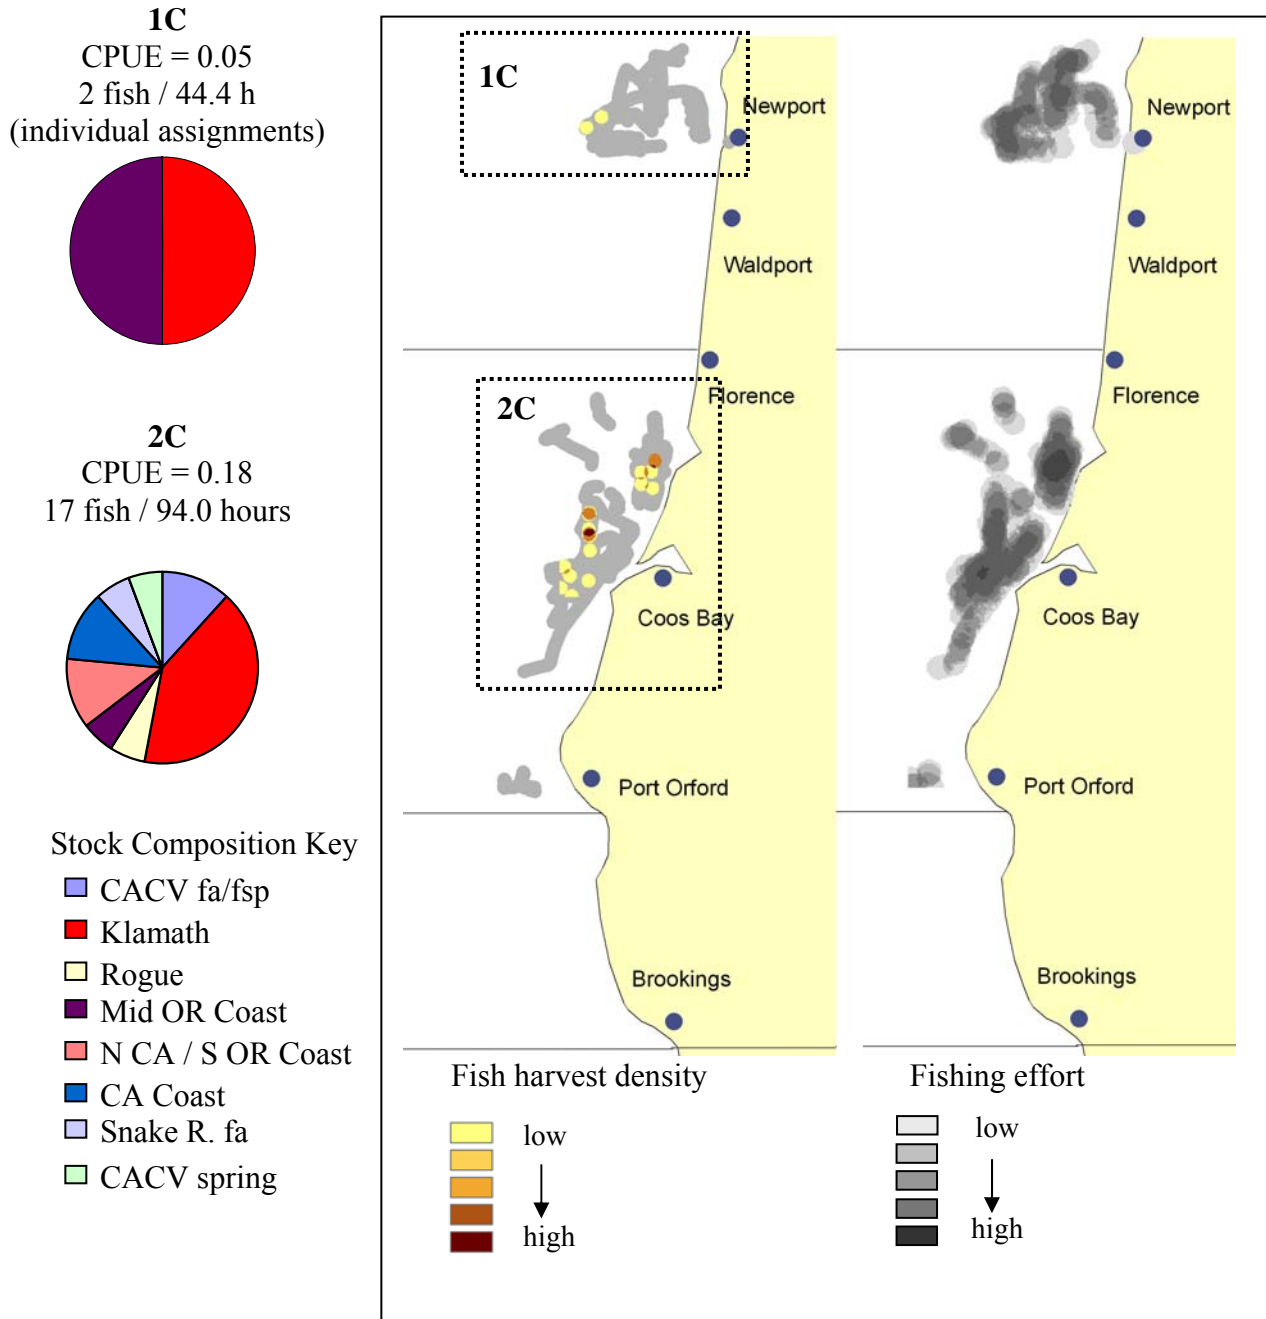 1C
CPUE = 0.05
2 fish / 44.4 h
(individual assignments)
2C
CPUE = 0.18
17 fish / 94.0 hours
Stock Composition Key
CACV fa/fsp
Klamath
Rogue
Mid OR Coast
N CA / S OR Coast
CA Coast
Snake R. fa
CACV spring
1C
Newport
Waldport
Florence
2C
Coos Bay
Port Orford
Brookings
Fish harvest density
low
high
Newport
Waldport
Florence
Coos Bay
Port Orford
Brookings
Fishing effort
low
high